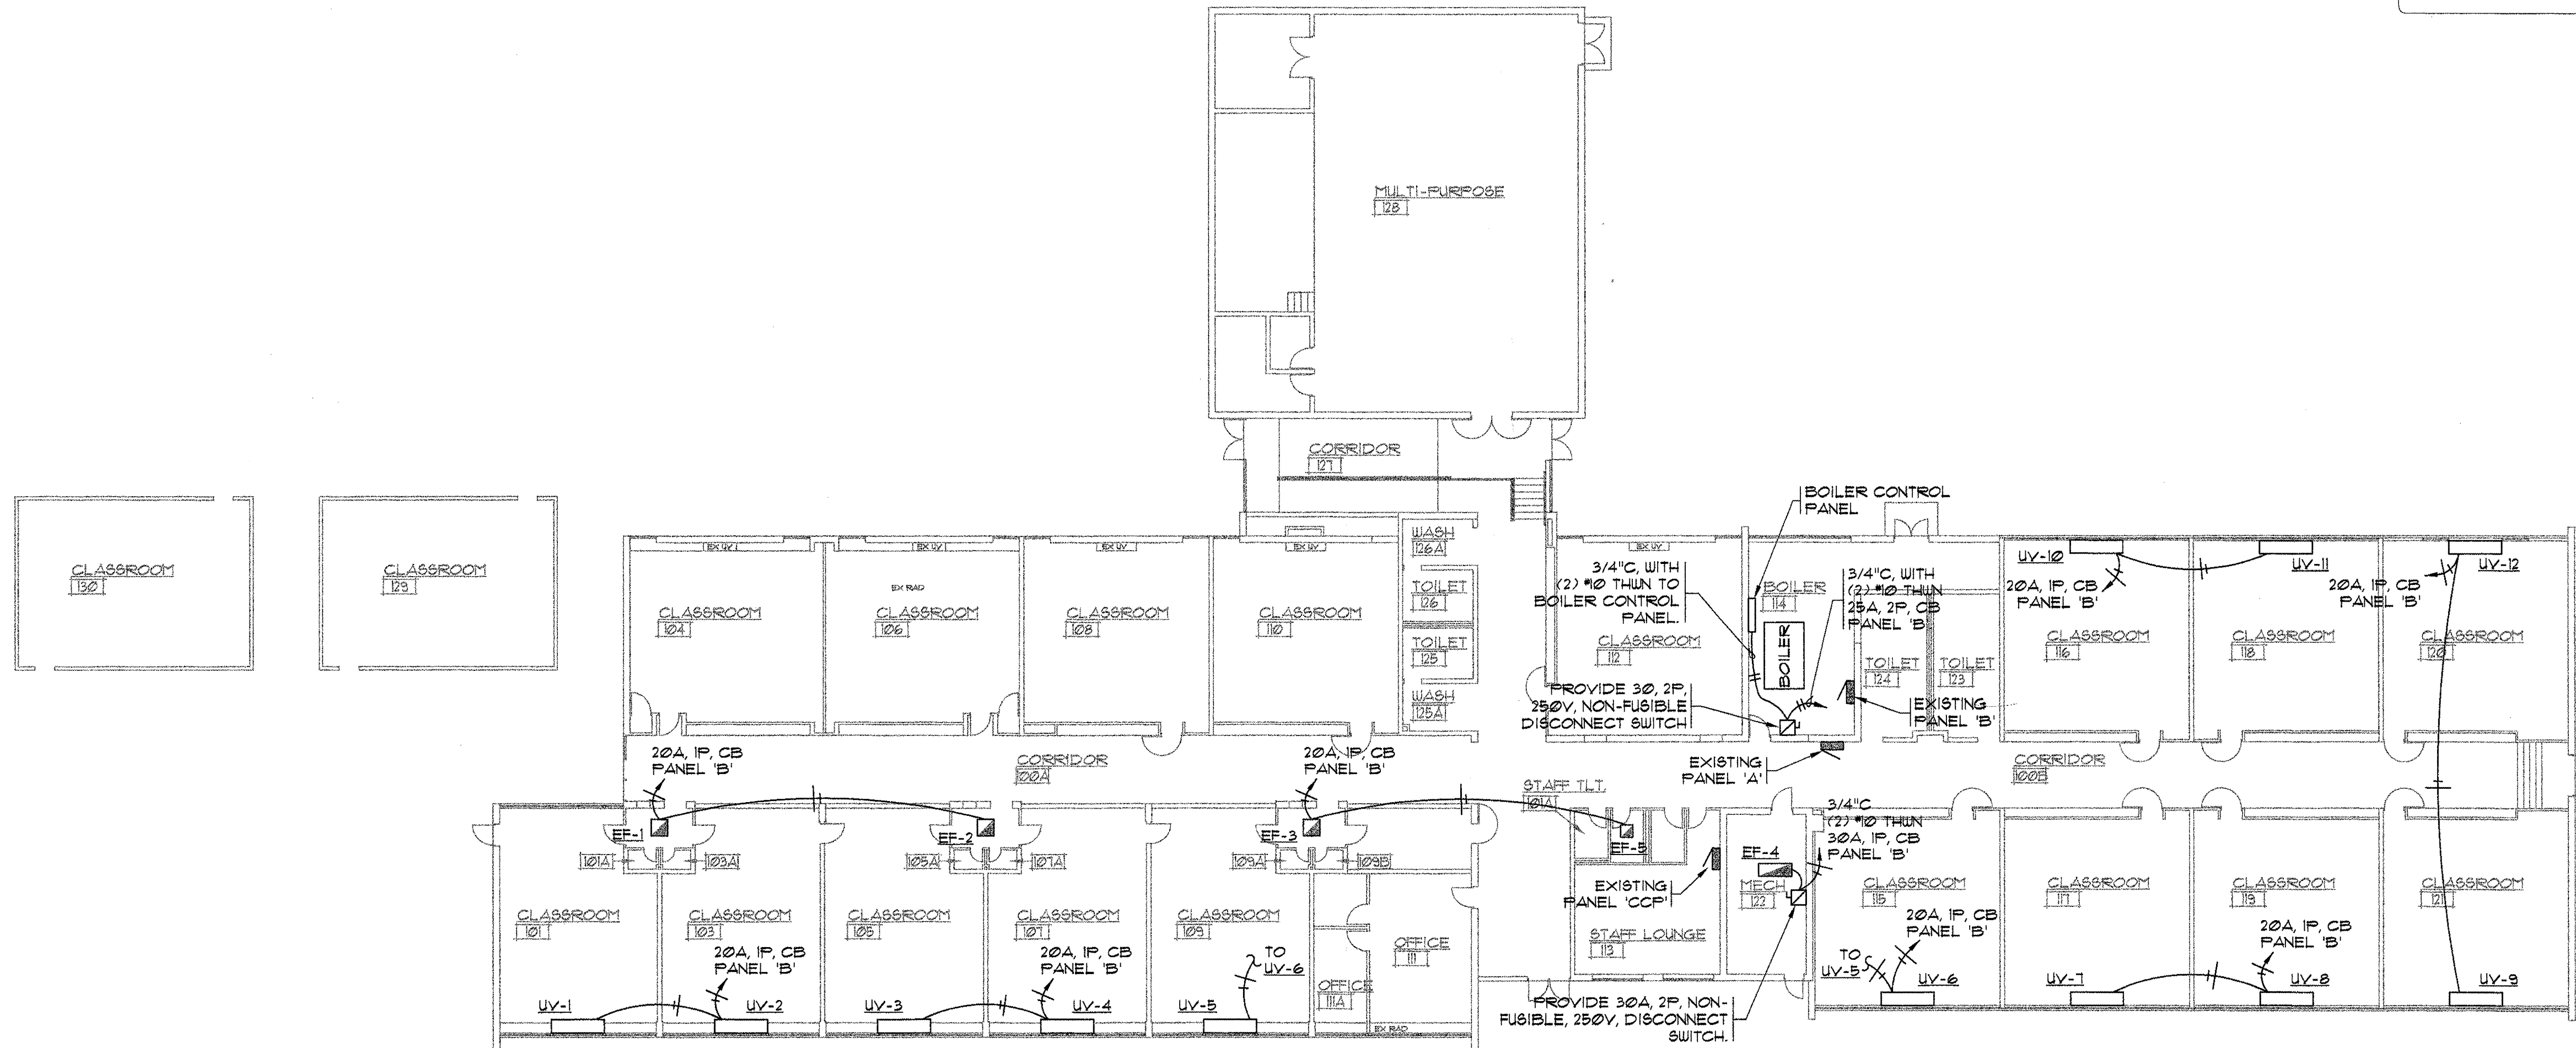 MULTI-PURPOSE
128
CORRIDOR
127
BOILER CONTROL
PANEL
CLASSROOM
130
CLASSROOM
129
EX UV
EX UV
EX UV
EX UV
EX UV
EX RAD
CLASSROOM
104
CLASSROOM
106
CLASSROOM
108
CLASSROOM
110
WASH
126A
TOILET
126
TOILET
125
WASH
125A
3/4"C, WITH
(2) #10 THWN TO
BOILER CONTROL
PANEL.
CLASSROOM
112
BOILER
114
BOILER
3/4"C, WITH
(2) #10 THWN
25A, 2P, CB
PANEL 'B'
TOILET
124
TOILET
123
PROVIDE 30, 2P,
250V, NON-FUSIBLE
DISCONNECT SWITCH
EXISTING
PANEL 'B'
EXISTING
PANEL 'A'
UV-10
20A, 1P, CB
PANEL 'B'
UV-11
20A, 1P, CB
PANEL 'B'
UV-12
CLASSROOM
116
CLASSROOM
118
CLASSROOM
120
20A, 1P, CB
PANEL 'B'
CORRIDOR
100A
20A, 1P, CB
PANEL 'B'
CORRIDOR
100B
STAFF TLT.
101A
EF-1
EF-2
EF-3
EF-5
EF-4
101A
103A
105A
107A
109A
109B
3/4"C
(2) #10 THWN
30A, 1P, CB
PANEL 'B'
EXISTING
PANEL 'CCP'
MECH
122
CLASSROOM
101
CLASSROOM
103
CLASSROOM
105
CLASSROOM
107
CLASSROOM
109
OFFICE
111
OFFICE
111A
STAFF LOUNGE
113
CLASSROOM
115
CLASSROOM
117
CLASSROOM
119
CLASSROOM
121
20A, 1P, CB
PANEL 'B'
20A, 1P, CB
PANEL 'B'
TO
UV-6
TO
UV-5
20A, 1P, CB
PANEL 'B'
20A, 1P, CB
PANEL 'B'
UV-1
UV-2
UV-3
UV-4
UV-5
UV-6
UV-7
UV-8
UV-9
EX RAD
PROVIDE 30A, 2P, NON-
FUSIBLE, 250V, DISCONNECT
SWITCH.